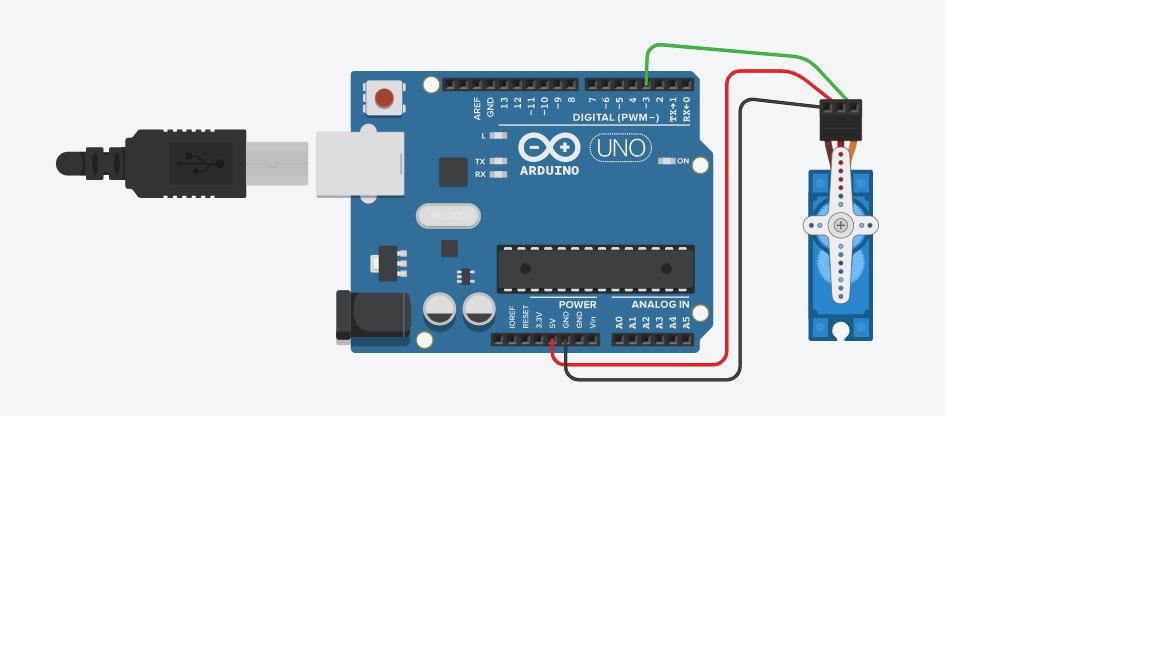 AREF
GND
13
12
~11
~10
~9
8
7
~6
~5
4
~3
2
TX→1
RX←0
DIGITAL (PWM~)
L
TX
RX
ARDUINO
UNO
ON
POWER
ANALOG IN
IOREF
RESET
3.3V
5V
GND
GND
Vin
A0
A1
A2
A3
A4
A5